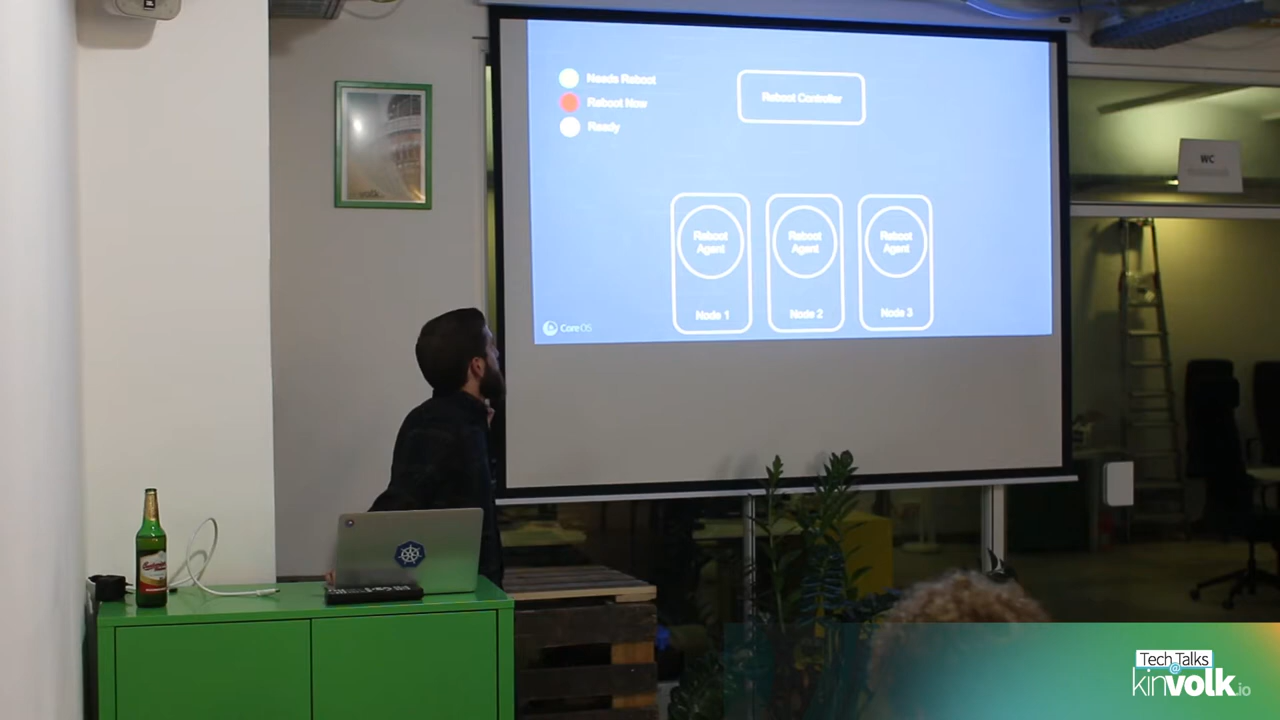 Needs Reboot
Reboot Now
Ready
Reboot Controller
Reboot
Agent
Reboot
Agent
Reboot
Agent
Node 1
Node 2
Node 3
CoreOS
WC
volk
Tech Talks
@
kinvolk.io